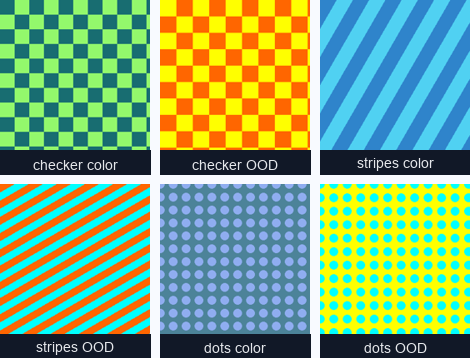 checker color
checker OOD
stripes color
stripes OOD
dots color
dots OOD